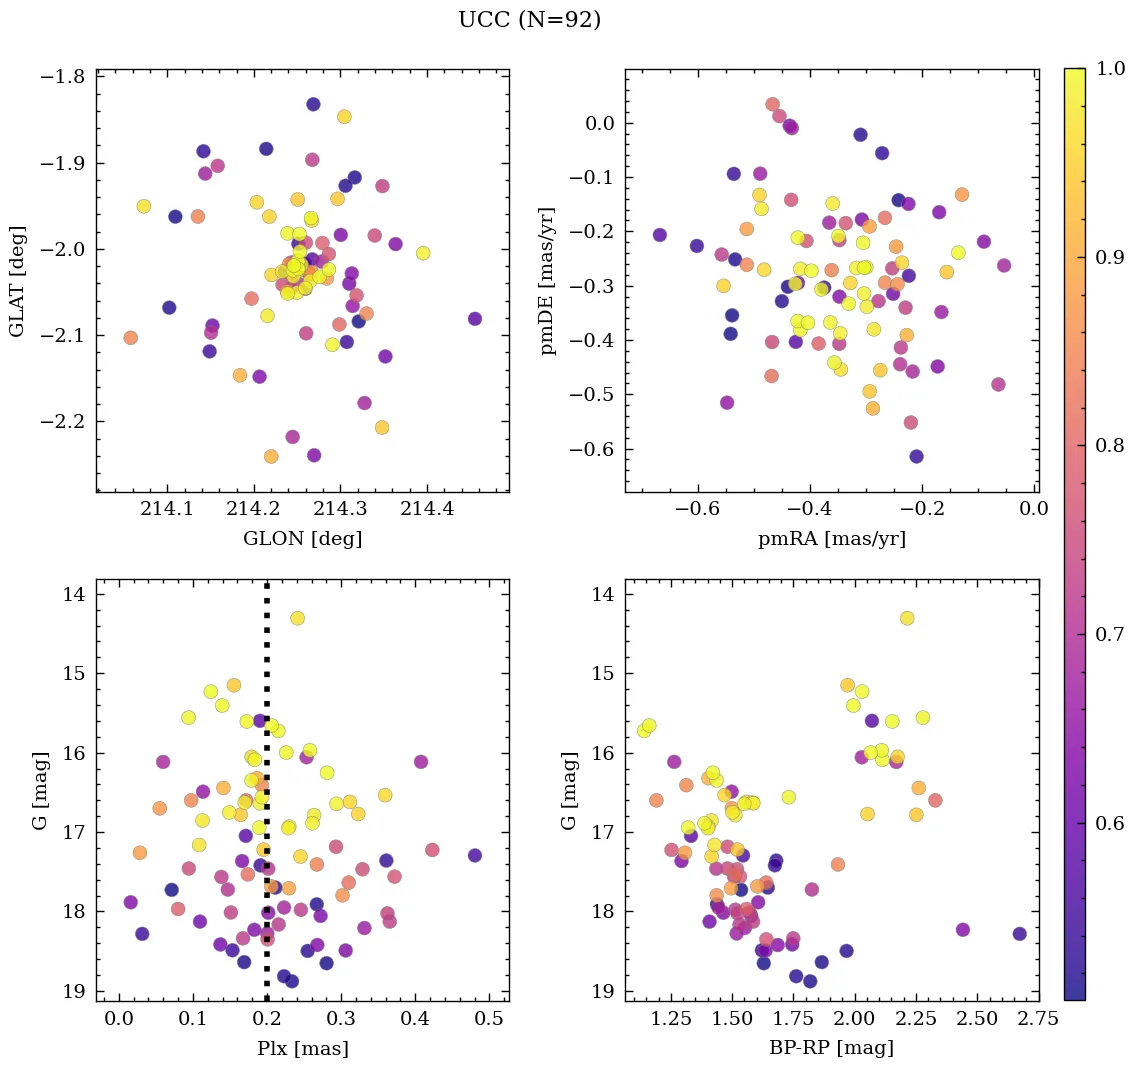 UCC (N=92)
−1.8
−1.9
−2.0
−2.1
−2.2
GLAT [deg]
214.1 214.2 214.3 214.4
GLON [deg]
0.0
−0.1
−0.2
−0.3
−0.4
−0.5
−0.6
pmDE [mas/yr]
−0.6 −0.4 −0.2 0.0
pmRA [mas/yr]
1.0
0.9
0.8
0.7
0.6
14
15
16
17
18
19
G [mag]
0.0 0.1 0.2 0.3 0.4 0.5
Plx [mas]
14
15
16
17
18
19
G [mag]
1.25 1.50 1.75 2.00 2.25 2.50 2.75
BP-RP [mag]